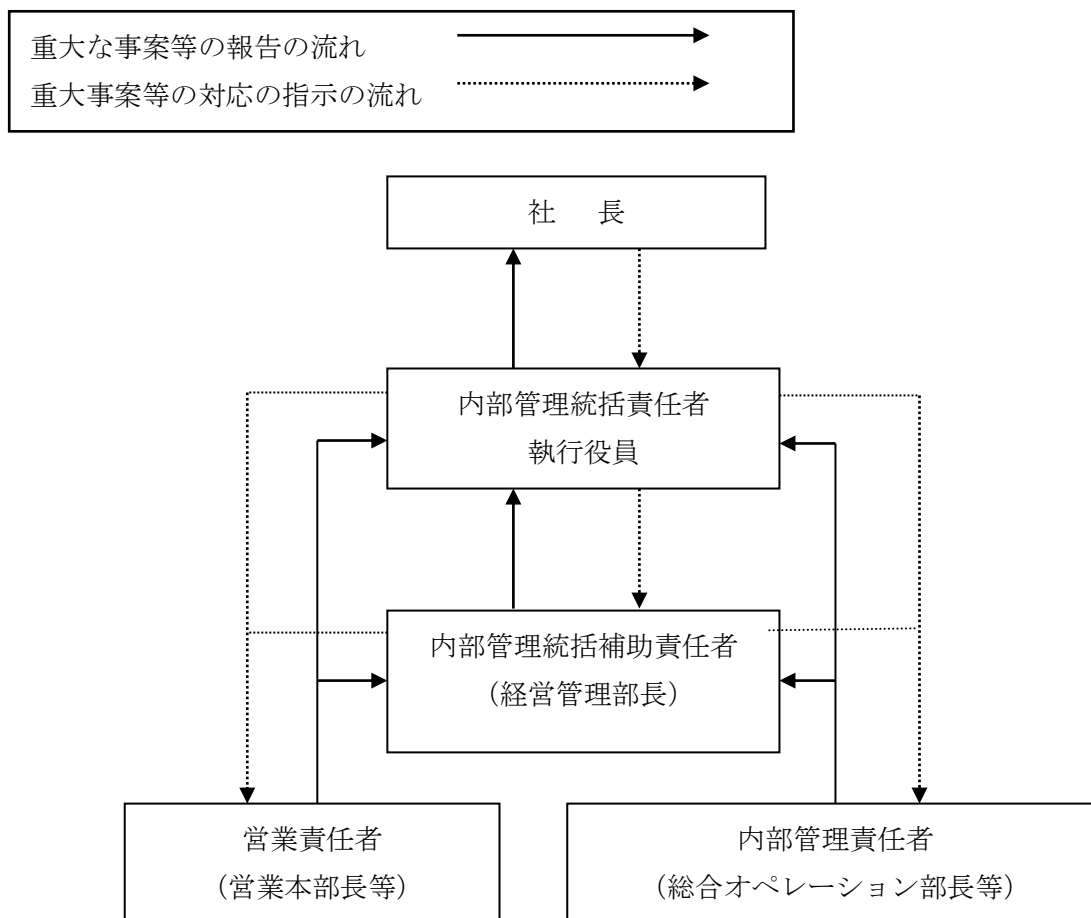 重大な事案等の報告の流れ
重大事案等の対応の指示の流れ
社　長
内部管理統括責任者
執行役員
内部管理統括補助責任者
（経営管理部長）
営業責任者
（営業本部長等）
内部管理責任者
（総合オペレーション部長等）